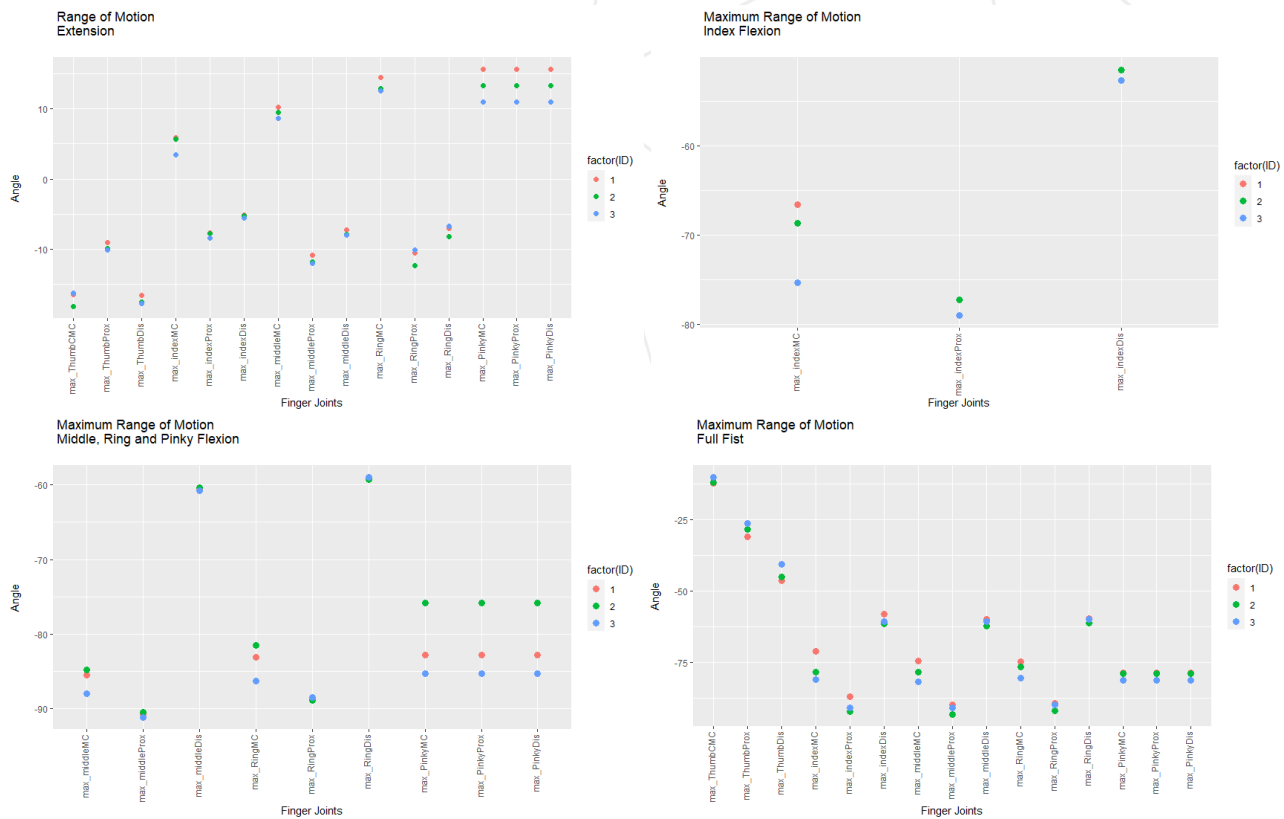 Range of Motion
Extension
Angle
10
0
-10
max_ThumbCMC
max_ThumbProx
max_ThumbDis
max_indexMC
max_indexProx
max_indexDis
max_middleMC
max_middleProx
max_middleDis
max_RingMC
max_RingProx
max_RingDis
max_PinkyMC
max_PinkyProx
max_PinkyDis
Finger Joints
factor(ID)
1
2
3
Maximum Range of Motion
Index Flexion
Angle
-60
-70
-80
max_indexMC
max_indexProx
max_indexDis
Finger Joints
factor(ID)
1
2
3
Maximum Range of Motion
Middle, Ring and Pinky Flexion
Angle
-60
-70
-80
-90
max_middleMC
max_middleProx
max_middleDis
max_RingMC
max_RingProx
max_RingDis
max_PinkyMC
max_PinkyProx
max_PinkyDis
Finger Joints
factor(ID)
1
2
3
Maximum Range of Motion
Full Fist
Angle
-25
-50
-75
max_ThumbCMC
max_ThumbProx
max_ThumbDis
max_indexMC
max_indexProx
max_indexDis
max_middleMC
max_middleProx
max_middleDis
max_RingMC
max_RingProx
max_RingDis
max_PinkyMC
max_PinkyProx
max_PinkyDis
Finger Joints
factor(ID)
1
2
3